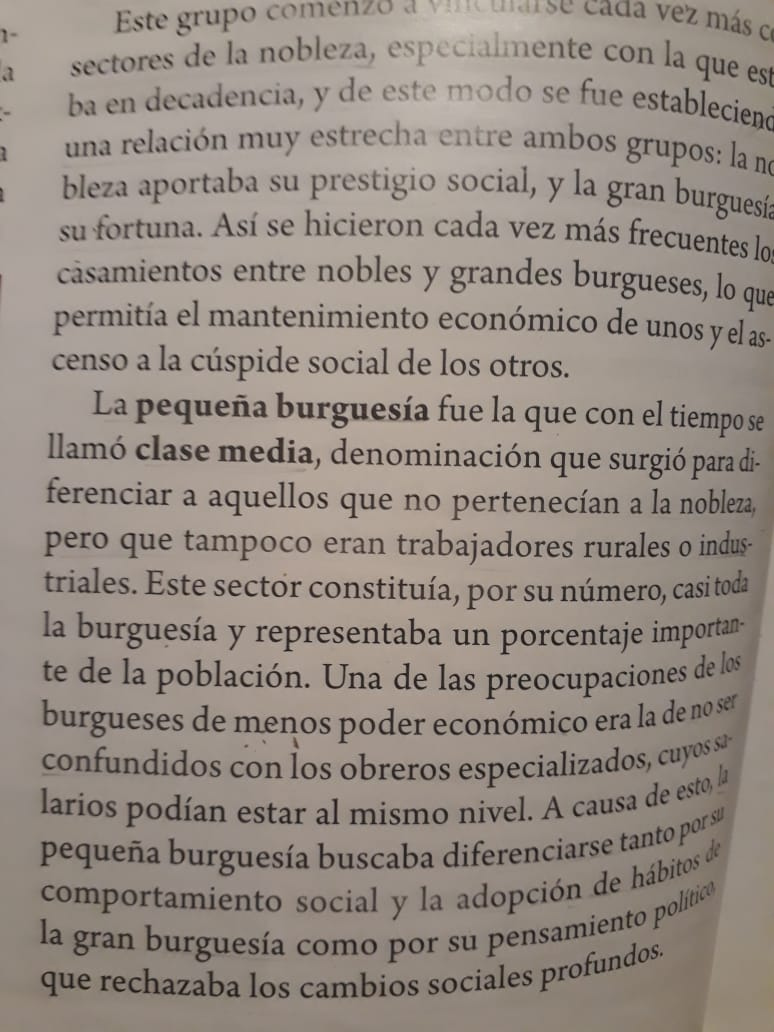 Este grupo comenzó a vincularse cada vez más
sectores de la nobleza, especialmente con la que est
ba en decadencia, y de este modo se fue estableciend
una relación muy estrecha entre ambos grupos: la no
bleza aportaba su prestigio social, y la gran burguesía
su fortuna. Así se hicieron cada vez más frecuentes los
casamientos entre nobles y grandes burgueses, lo que
permitía el mantenimiento económico de unos y el as-
censo a la cúspide social de los otros.
La pequeña burguesía fue la que con el tiempo se
llamó clase media, denominación que surgió para di-
ferenciar a aquellos que no pertenecían a la nobleza,
pero que tampoco eran trabajadores rurales o indus-
triales. Este sector constituía, por su número, casi toda
la burguesía y representaba un porcentaje importan-
te de la población. Una de las preocupaciones de los
burgueses de menos poder económico era la de no ser
confundidos con los obreros especializados, cuyos sa-
larios podían estar al mismo nivel. A causa de esto, la
pequeña burguesía buscaba diferenciarse tanto por su
comportamiento social y la adopción de hábitos de
la gran burguesía como por su pensamiento político,
que rechazaba los cambios sociales profundos.